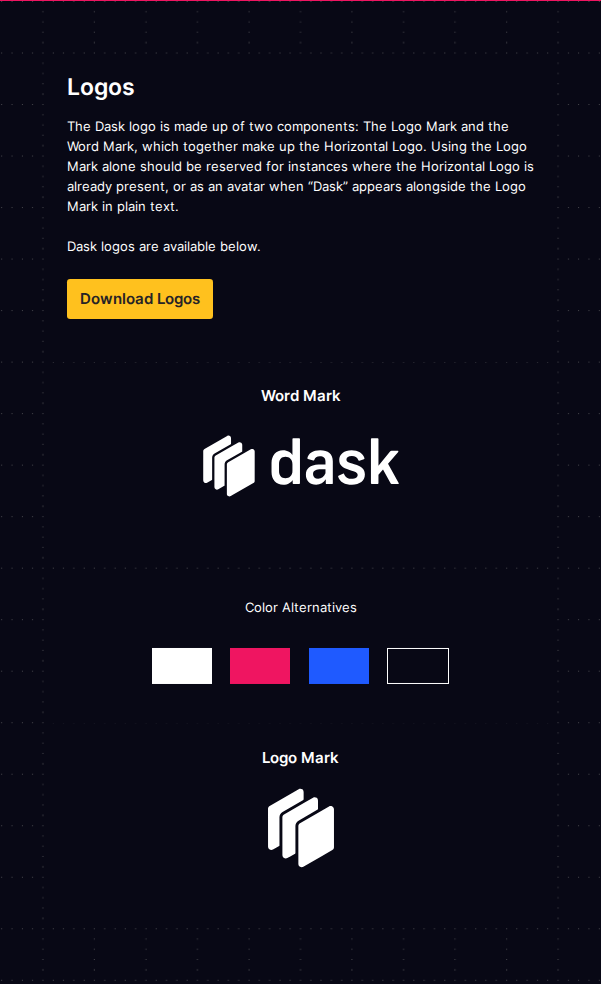 Logos
The Dask logo is made up of two components: The Logo Mark and the
Word Mark, which together make up the Horizontal Logo. Using the Logo
Mark alone should be reserved for instances where the Horizontal Logo is
already present, or as an avatar when “Dask” appears alongside the Logo
Mark in plain text.
Dask logos are available below.
Download Logos
Word Mark
dask
Color Alternatives
Logo Mark